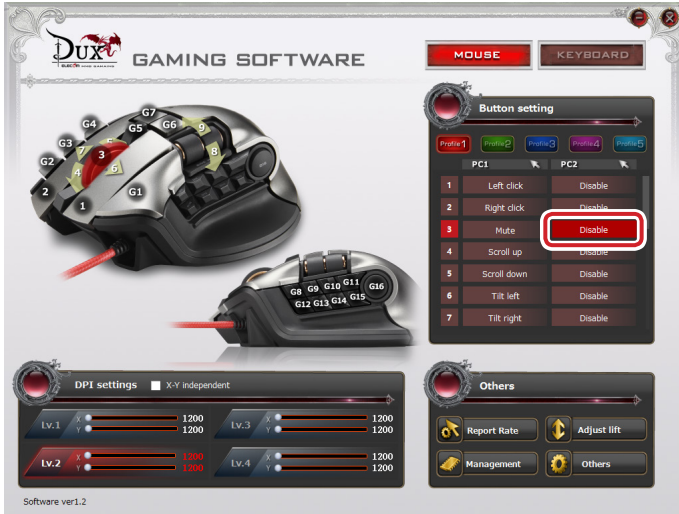 DUX
ELECOM MMO GAMING
GAMING SOFTWARE
MOUSE
KEYBOARD
G7
G4 G5 G6 9
G3 7 5
G2 3 6 8
4
2 1 G1
G8 G9 G10 G11 G16
G12 G13 G14 G15
Button setting
Profile1 Profile2 Profile3 Profile4 Profile5
PC1 PC2
1 Left click Disable
2 Right click Disable
3 Mute Disable
4 Scroll up Disable
5 Scroll down Disable
6 Tilt left Disable
7 Tilt right Disable
DPI settings X-Y independent
Lv.1 X 1200
Y 1200
Lv.3 X 1200
Y 1200
Lv.2 X 1200
Y 1200
Lv.4 X 1200
Y 1200
Others
Report Rate Adjust lift
Management Others
Software ver1.2